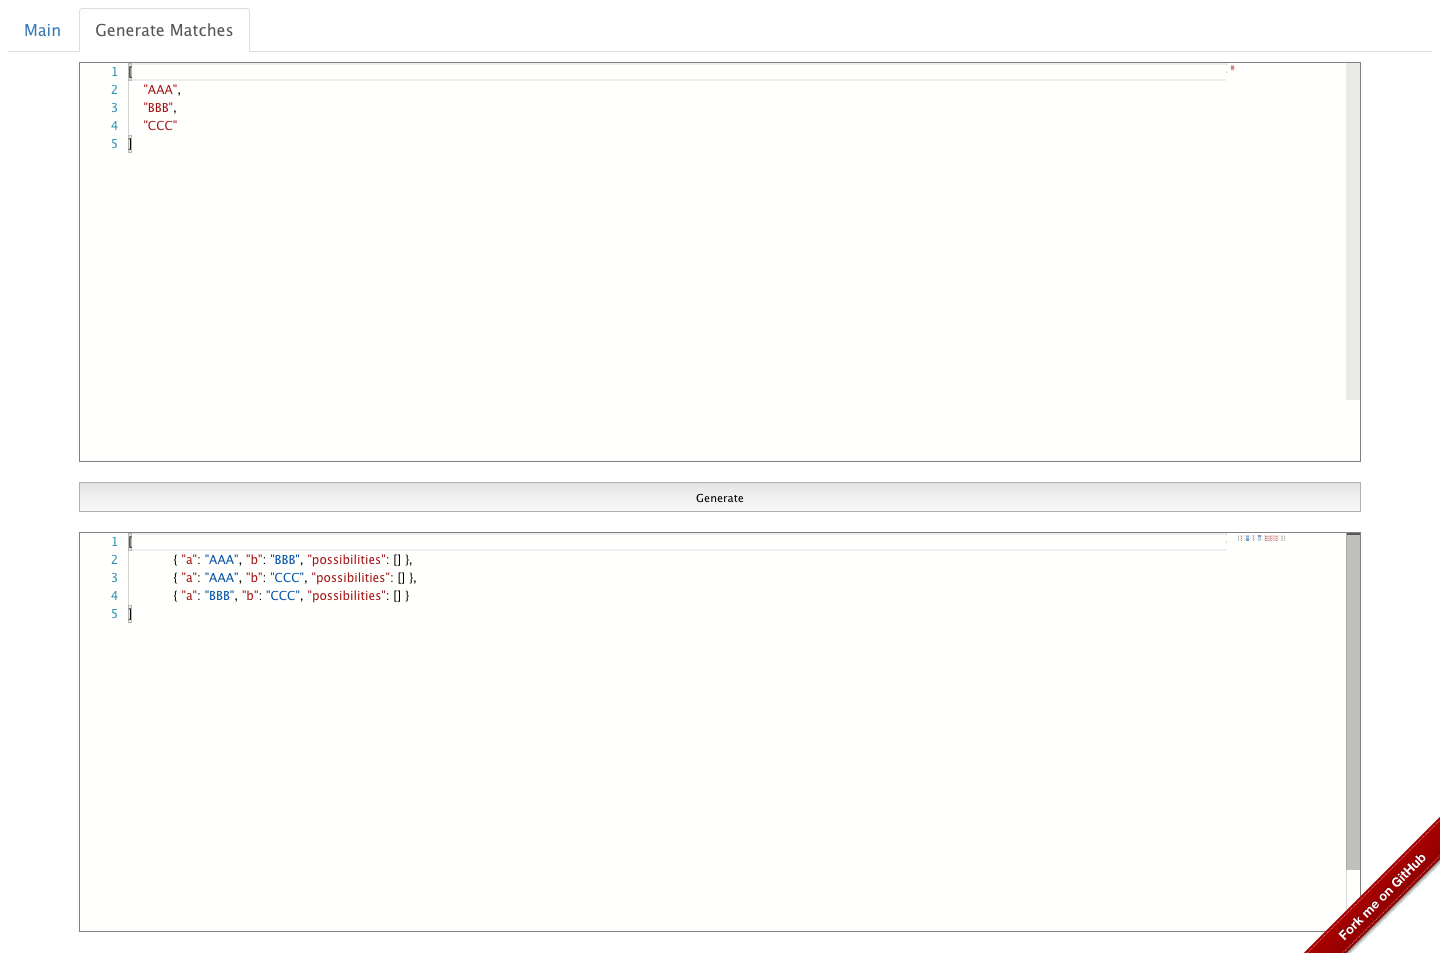 Main Generate Matches
1 [
2 "AAA",
3 "BBB",
4 "CCC"
5 ]
Generate
1 [
2 { "a": "AAA", "b": "BBB", "possibilities": [] },
3 { "a": "AAA", "b": "CCC", "possibilities": [] },
4 { "a": "BBB", "b": "CCC", "possibilities": [] }
5 ]
Fork me on GitHub